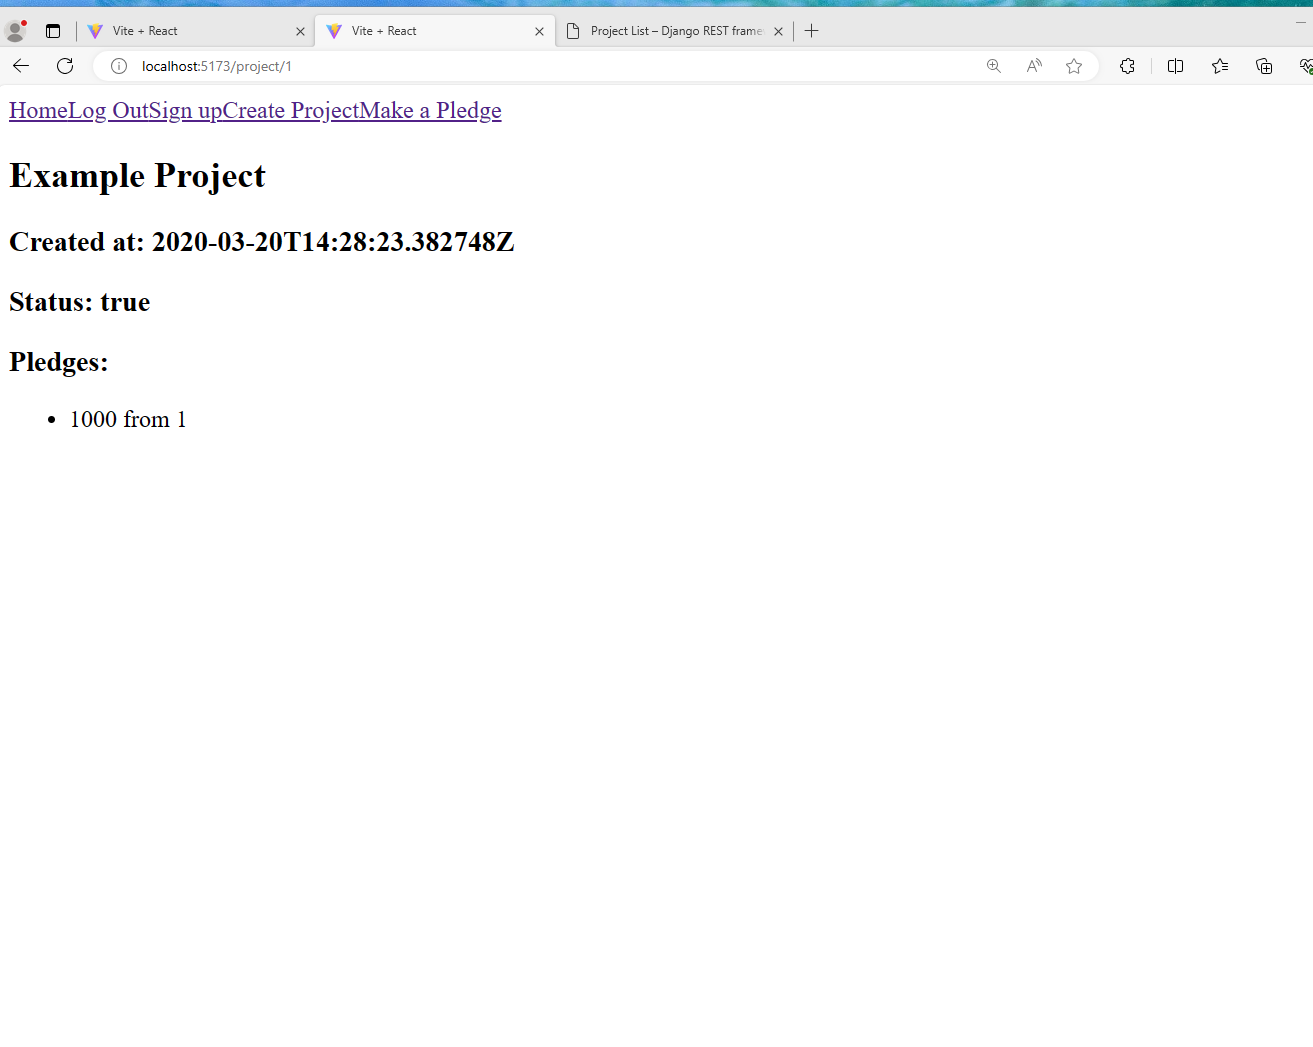 Vite + React
Vite + React
Project List – Django REST frame
localhost:5173/project/1
HomeLog OutSign upCreate ProjectMake a Pledge
Example Project
Created at: 2020-03-20T14:28:23.382748Z
Status: true
Pledges:
• 1000 from 1